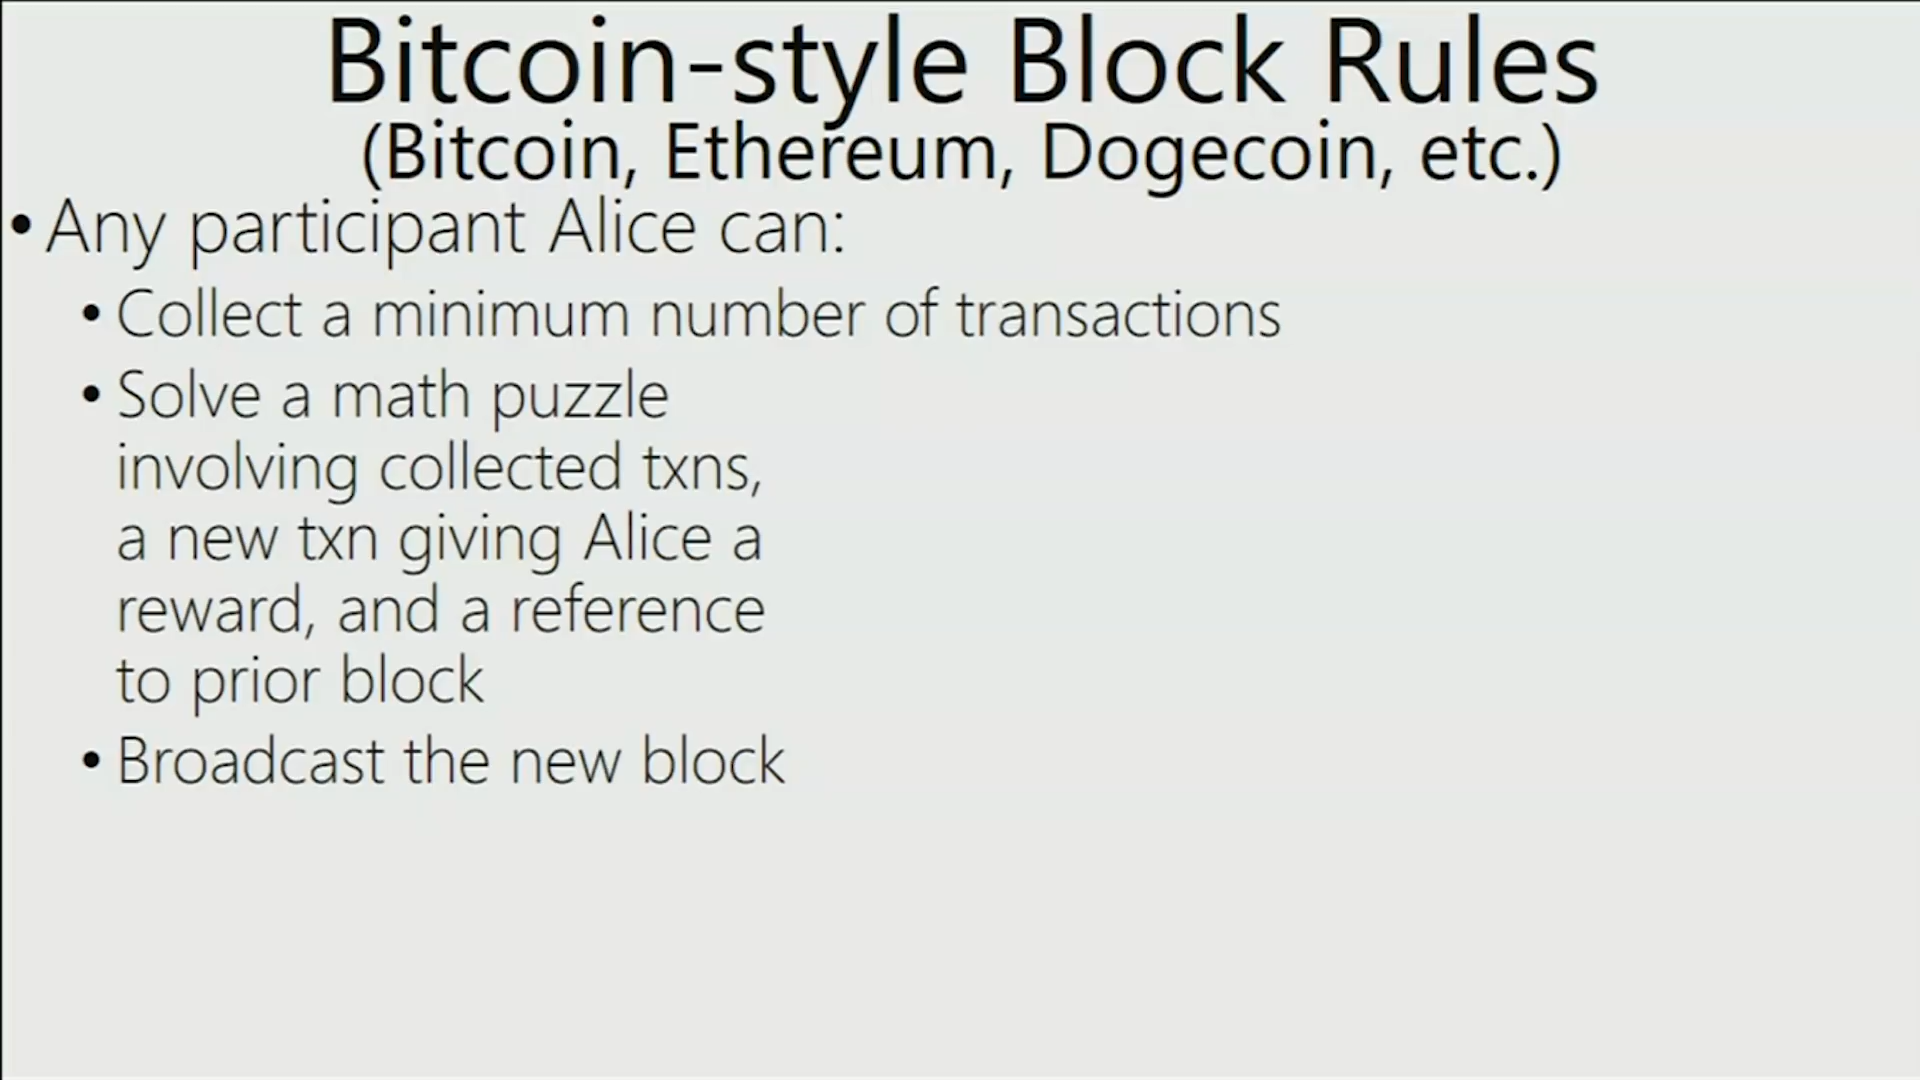 Bitcoin-style Block Rules
(Bitcoin, Ethereum, Dogecoin, etc.)
• Any participant Alice can:
• Collect a minimum number of transactions
• Solve a math puzzle
involving collected txns,
a new txn giving Alice a
reward, and a reference
to prior block
• Broadcast the new block